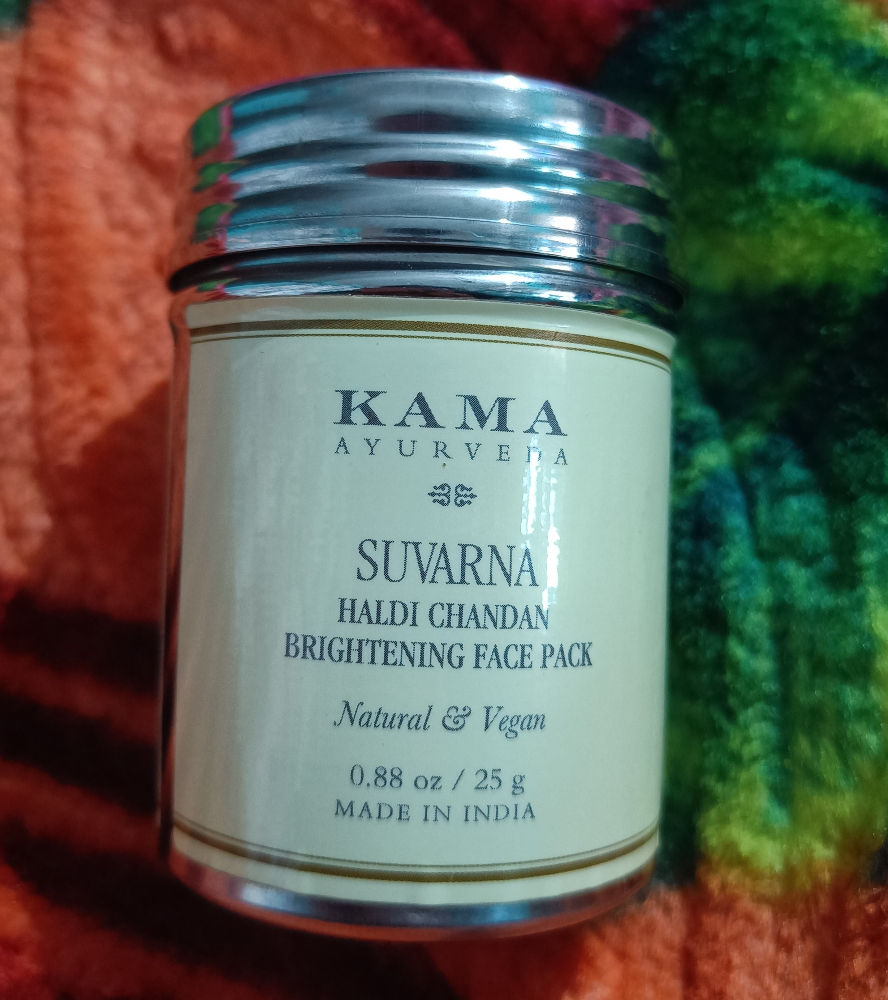 KAMA
AYURVEDA
SUVARNA
HALDI CHANDAN
BRIGHTENING FACE PACK
Natural & Vegan
0.88 oz / 25 g
MADE IN INDIA